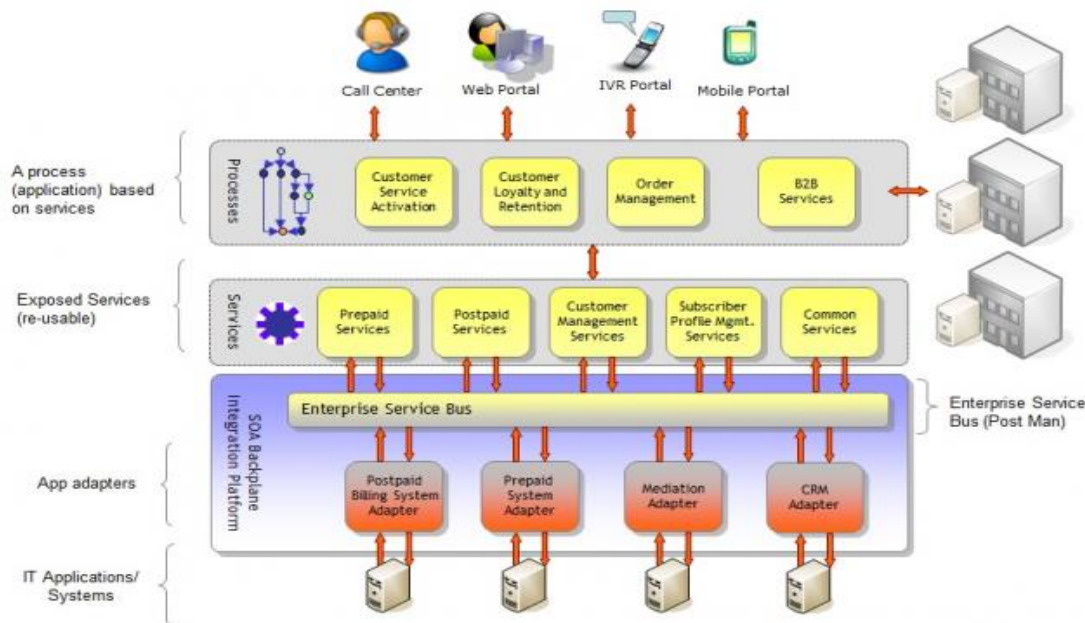 Call Center
Web Portal
IVR Portal
Mobile Portal
A process
(application) based
on services
Processes
Customer
Service
Activation
Customer
Loyalty and
Retention
Order
Management
B2B
Services
Exposed Services
(re-usable)
Services
Prepaid
Services
Postpaid
Services
Customer
Management
Services
Subscriber
Profile Mgmt.
Services
Common
Services
SOA Backplane
Integration Platform
Enterprise Service Bus
Enterprise Service
Bus (Post Man)
App adapters
Postpaid
Billing System
Adapter
Prepaid
System
Adapter
Mediation
Adapter
CRM
Adapter
IT Applications/
Systems